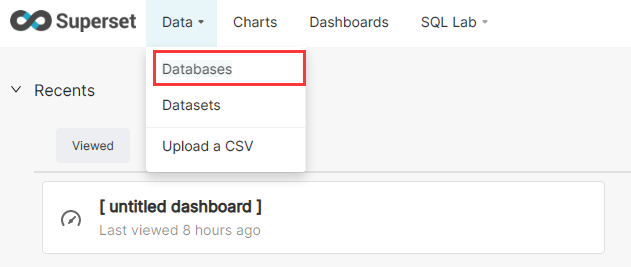 Superset Data Charts Dashboards SQL Lab
Databases
Recents
Datasets
Viewed
Upload a CSV
[ untitled dashboard ]
Last viewed 8 hours ago